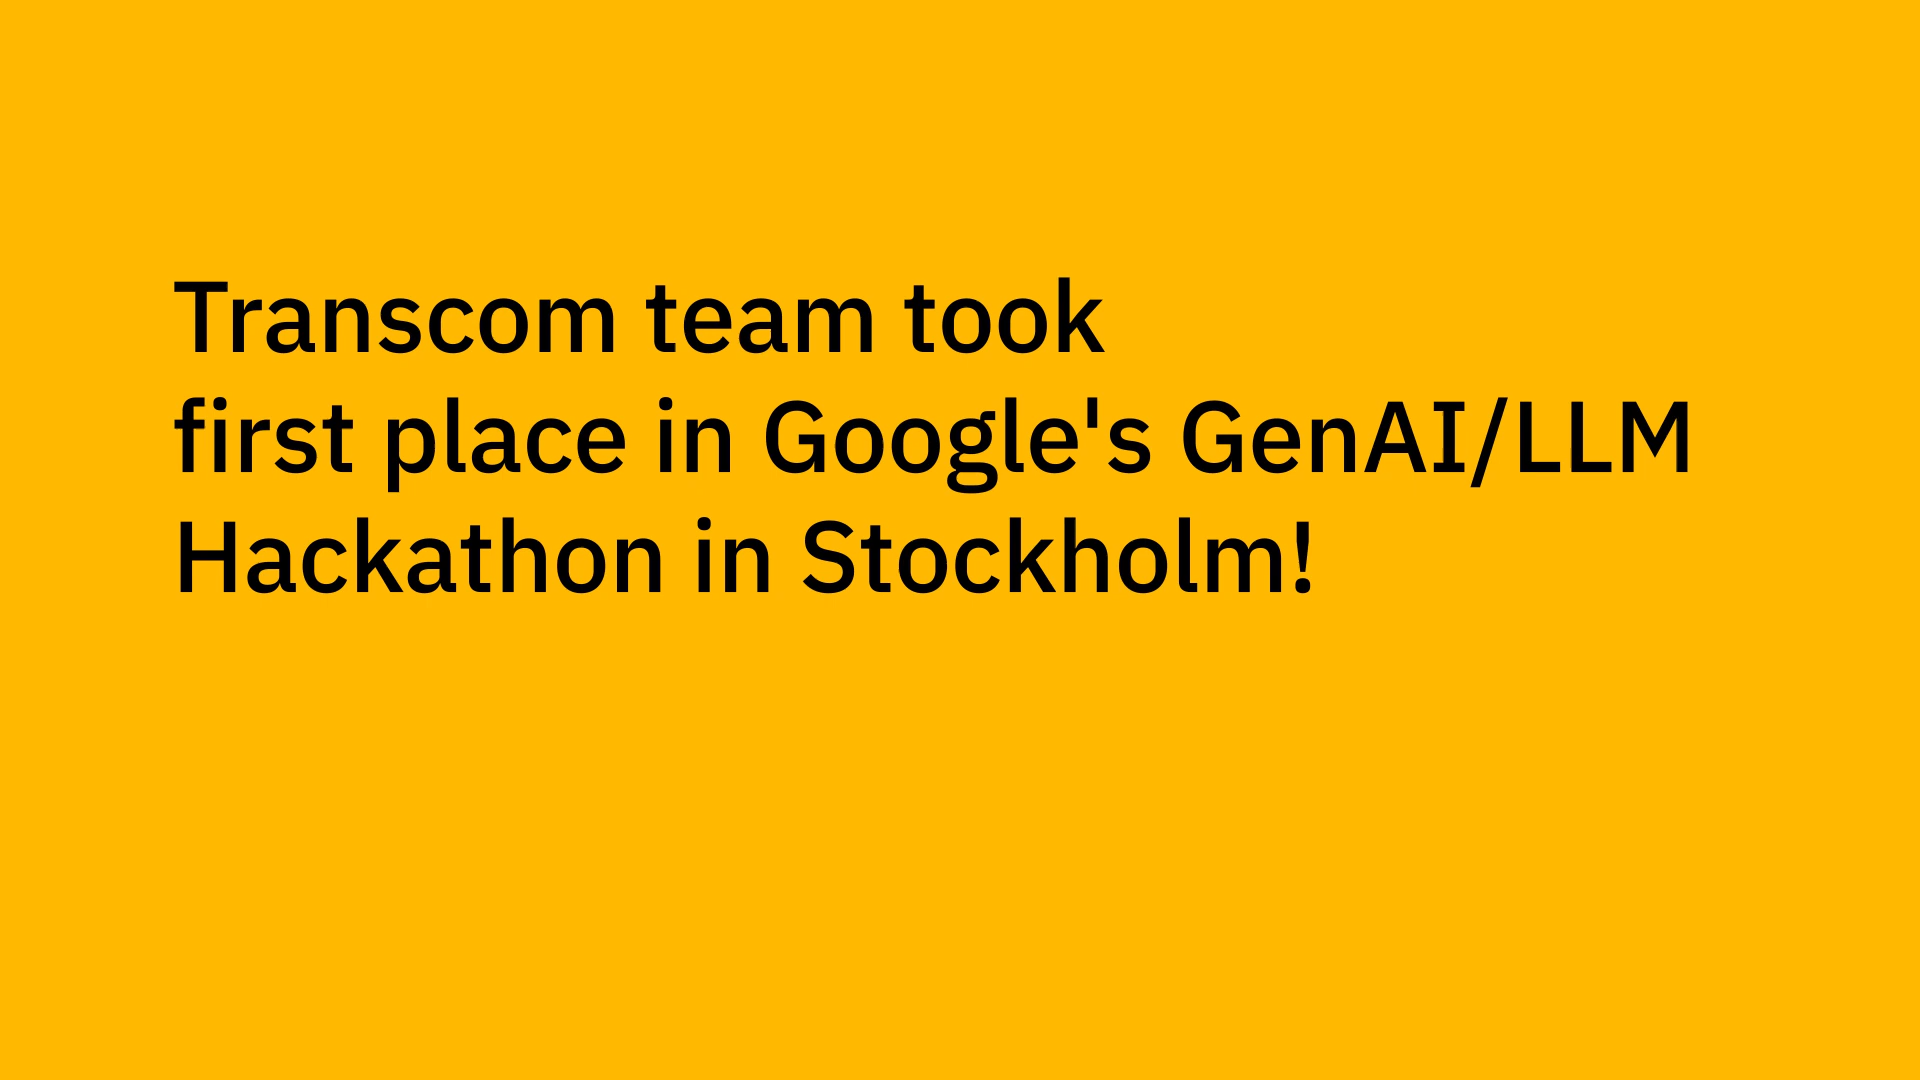 Transcom team took
first place in Google's GenAI/LLM
Hackathon in Stockholm!